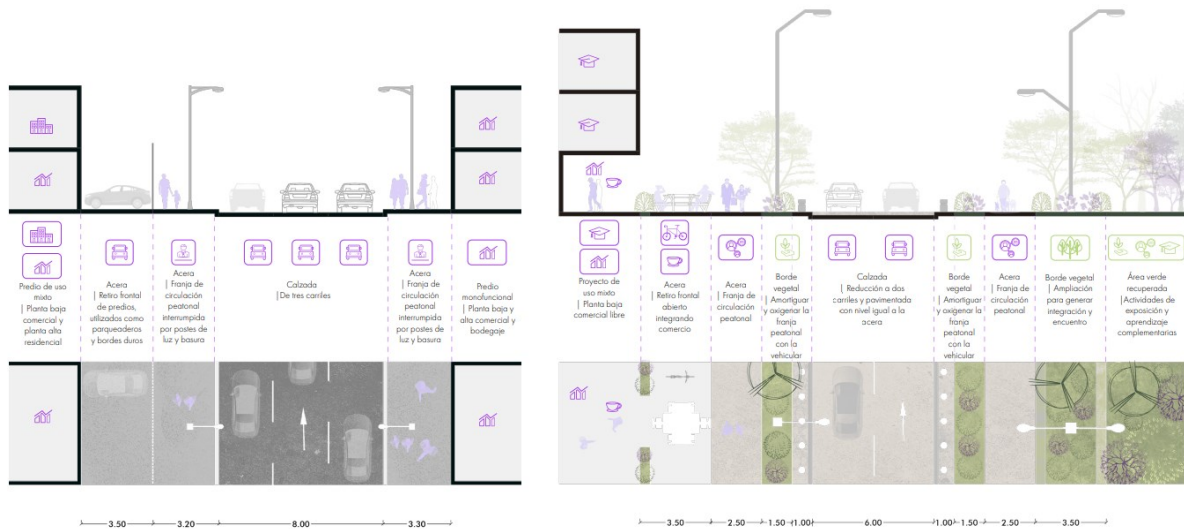 Predio de uso
mixto
| Planta baja
comercial y
planta alta
residencial
Acera
| Retiro frontal
de predios,
utilizados como
parqueaderos
y bordes duros
Acera
| Franja de
circulación
peatonal
interrumpida
por postes de
luz y basura
Calzada
| De tres carriles
Acera
| Franja de
circulación
peatonal
interrumpida
por postes de
luz y basura
Predio
monofuncional
| Planta baja y
alta comercial y
bodegaje
3.50
3.20
8.00
3.30
Proyecto de
uso mixto
| Planta baja
comercial libre
Acera
| Retiro frontal
abierto
integrando
comercio
Acera
| Franja de
circulación
peatonal
Borde
vegetal
| Amortiguar
y oxigenar la
franja
peatonal
con la
vehicular
Calzada
| Reducción a dos
carriles y pavimentada
con nivel igual a la
acera
Borde
vegetal
| Amortiguar
y oxigenar la
franja
peatonal
con la
vehicular
Acera
| Franja de
circulación
peatonal
Borde vegetal
| Ampliación
para generar
integración y
encuentro
Área verde
recuperada
| Actividades de
exposición y
aprendizaje
complementarias
3.50
2.50
1.50
1.00
6.00
1.00
1.50
2.50
3.50